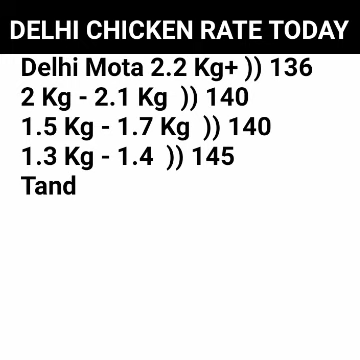 DELHI CHICKEN RATE TODAY
Delhi Mota 2.2 Kg+ )) 136
2 Kg - 2.1 Kg  )) 140
1.5 Kg - 1.7 Kg  )) 140
1.3 Kg - 1.4  )) 145
Tand